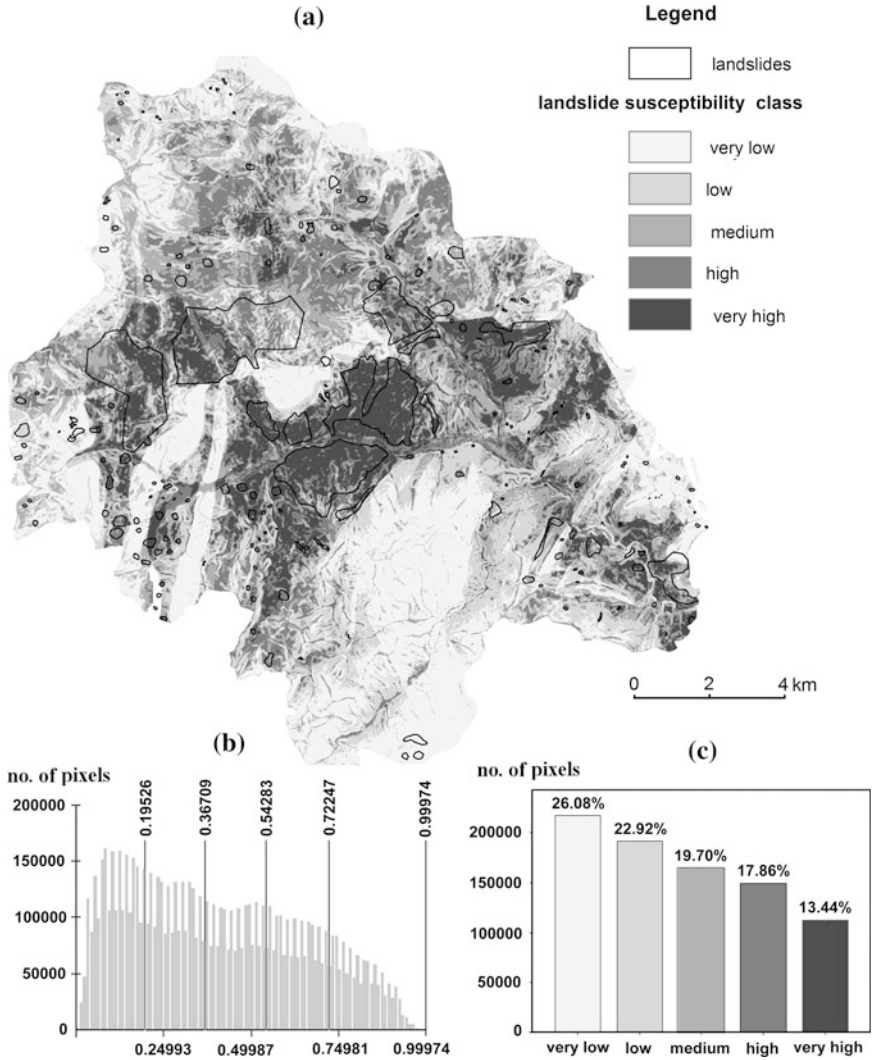 (a)
Legend
landslides
landslide susceptibility class
very low
low
medium
high
very high
0 2 4 km
(b)
no. of pixels
200000
150000
100000
50000
0
0.19526
0.36709
0.54283
0.72247
0.99974
0.24993 0.49987 0.74981 0.99974
(c)
no. of pixels
200000
150000
100000
50000
0
26.08%
22.92%
19.70%
17.86%
13.44%
very low low medium high very high